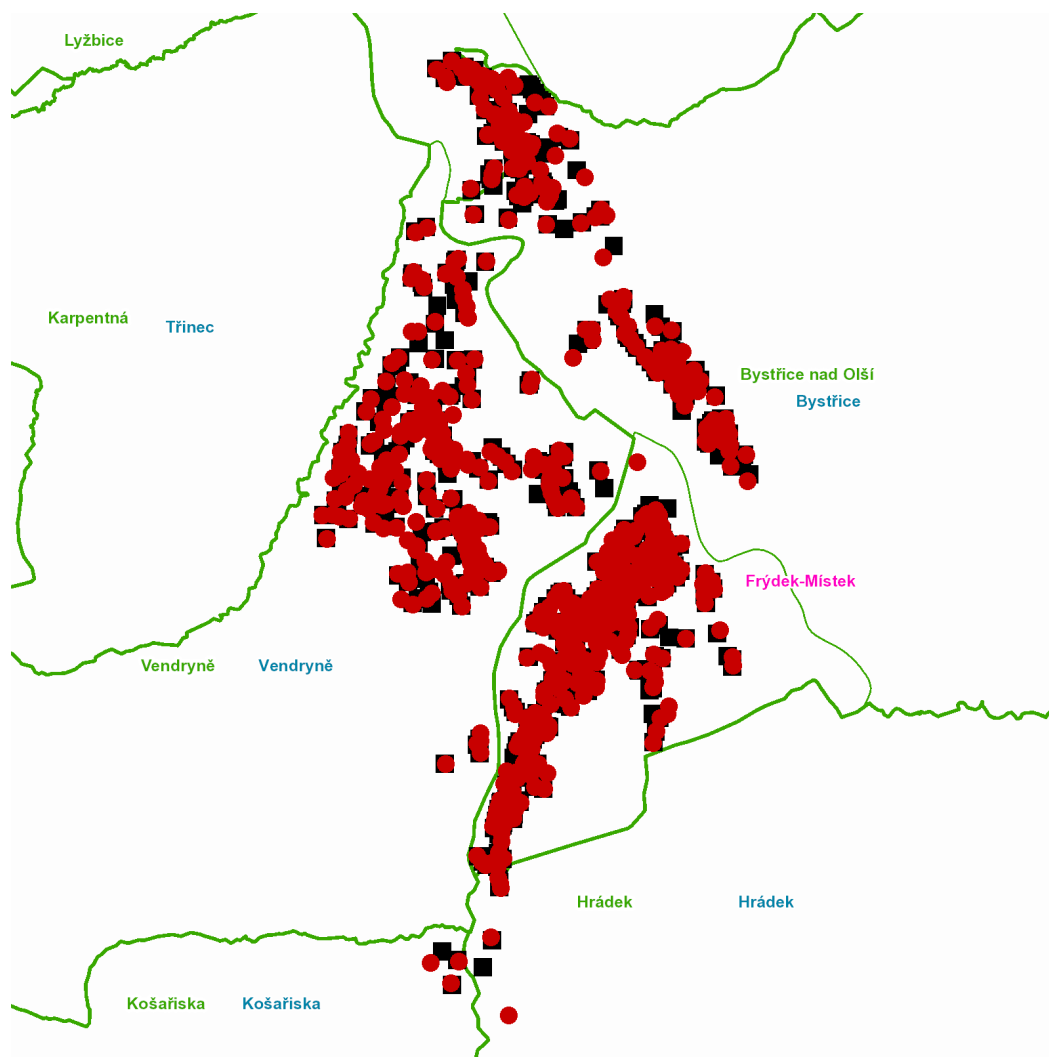 Lyžbice
Karpentná
Třinec
Bystřice nad Olší
Bystřice
Frýdek-Místek
Vendryně
Vendryně
Hrádek
Hrádek
Košařiska
Košařiska